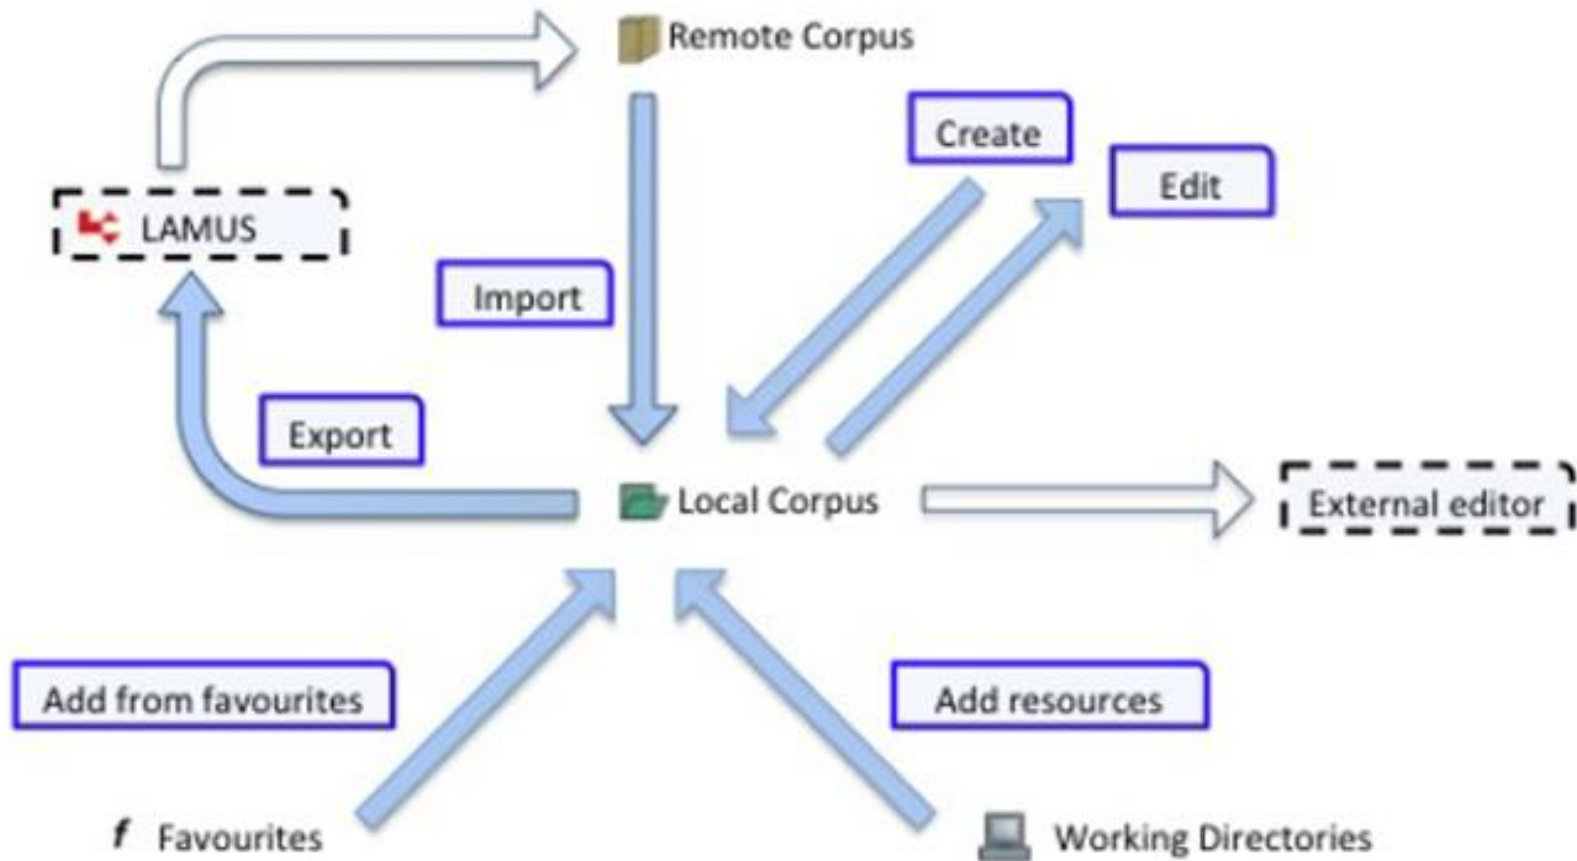 Remote Corpus
Create
Edit
LAMUS
Import
Export
Local Corpus
External editor
Add from favourites
Add resources
f Favourites
Working Directories